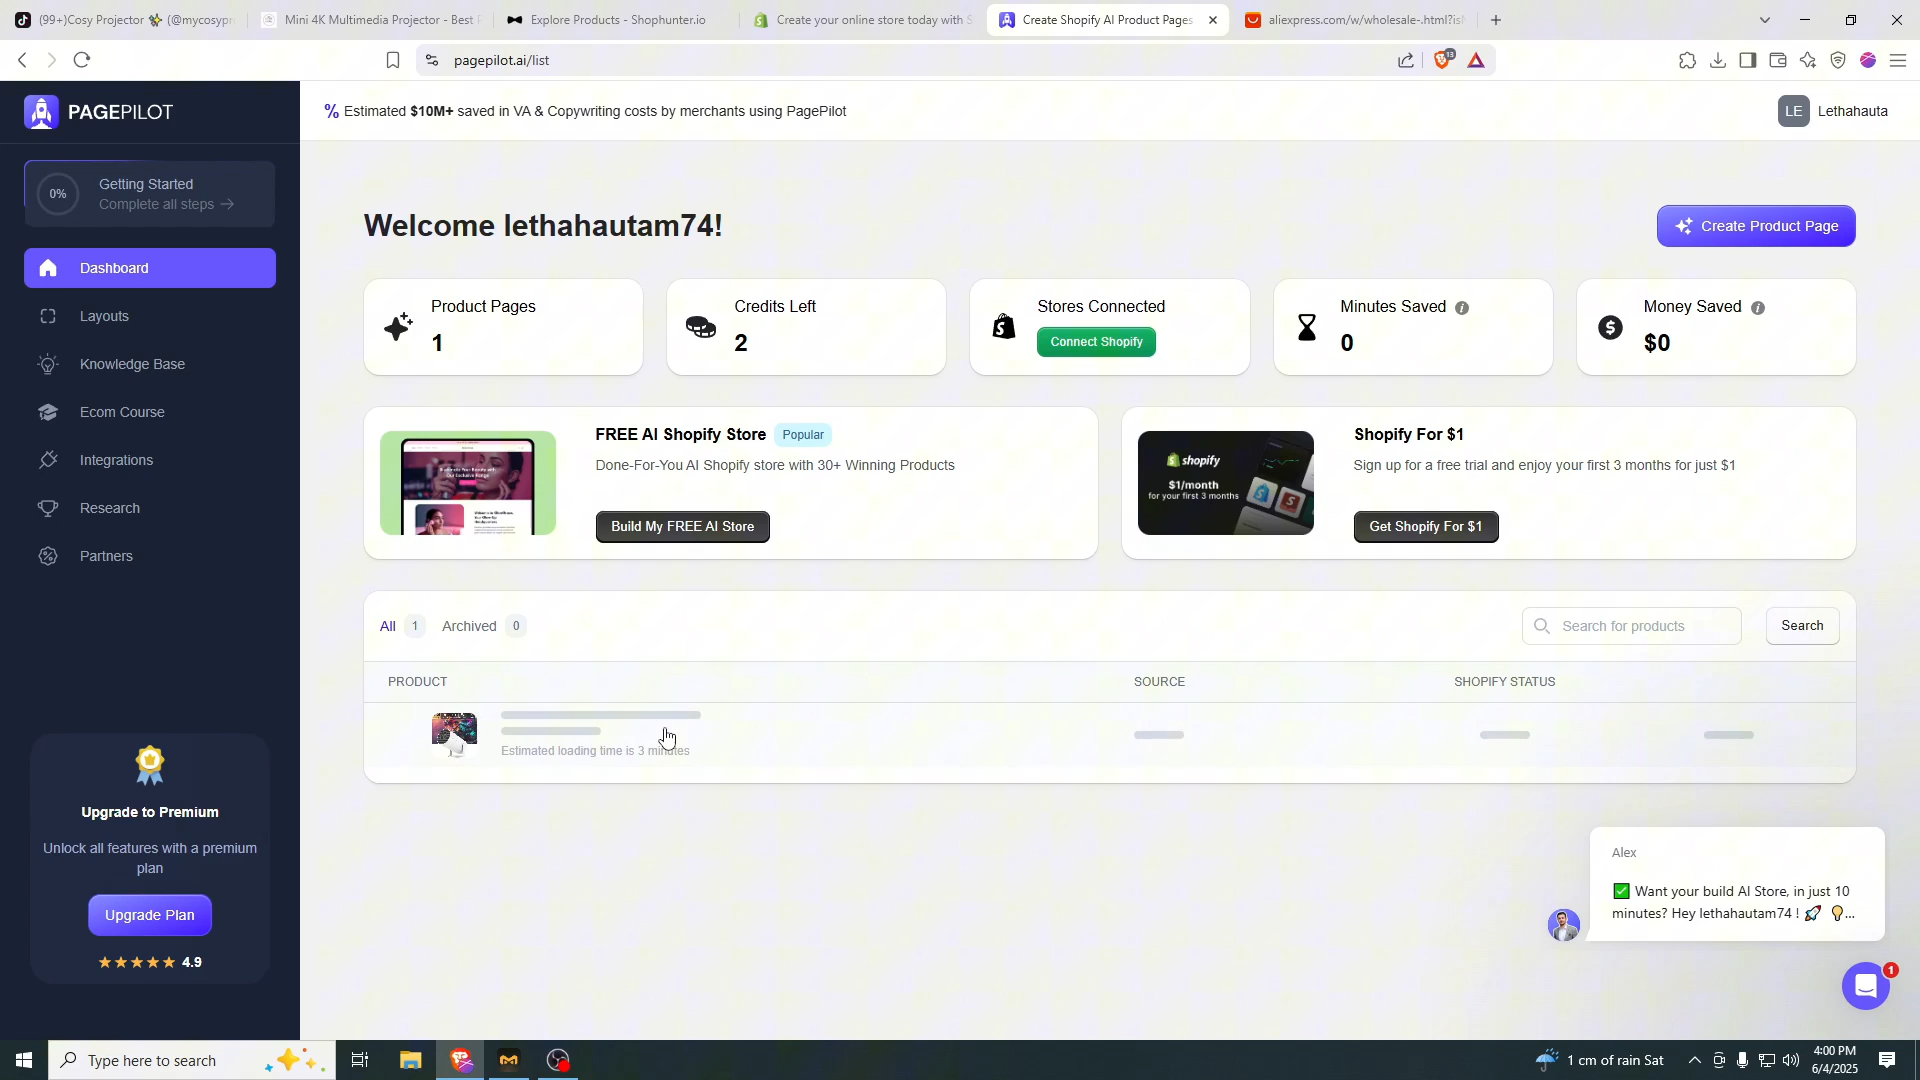 (99+)Cosy Projector ✨ (@mycosypr
Mini 4K Multimedia Projector - Best P
Explore Products - Shophunter.io
Create your online store today with S
Create Shopify AI Product Pages
aliexpress.com/w/wholesale-.html?isN
pagepilot.ai/list
13
PAGEPILOT
% Estimated $10M+ saved in VA & Copywriting costs by merchants using PagePilot
LE Lethahauta
0%
Getting Started
Complete all steps →
Dashboard
Layouts
Knowledge Base
Ecom Course
Integrations
Research
Partners
Upgrade to Premium
Unlock all features with a premium
plan
Upgrade Plan
★★★★★ 4.9
Welcome lethahautam74!
Create Product Page
Product Pages
1
Credits Left
2
Stores Connected
Connect Shopify
Minutes Saved
0
Money Saved
$0
FREE AI Shopify Store Popular
Done-For-You AI Shopify store with 30+ Winning Products
Build My FREE AI Store
shopify
$1/month
for your first 3 months
Shopify For $1
Sign up for a free trial and enjoy your first 3 months for just $1
Get Shopify For $1
All 1 Archived 0
Search for products
Search
PRODUCT SOURCE SHOPIFY STATUS
Estimated loading time is 3 minutes
Alex
✅ Want your build AI Store, in just 10
minutes? Hey lethahautam74 ! 🚀 💡...
1
Type here to search
1 cm of rain Sat
4:00 PM
6/4/2025